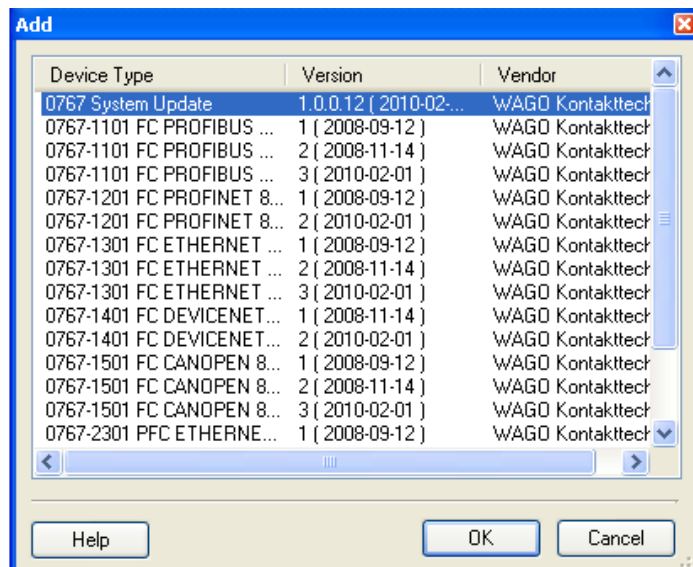 Add
Device Type Version Vendor
0767 System Update 1.0.0.12 ( 2010-02-... WAGO Kontakttech
0767-1101 FC PROFIBUS ... 1 ( 2008-09-12 ) WAGO Kontakttech
0767-1101 FC PROFIBUS ... 2 ( 2008-11-14 ) WAGO Kontakttech
0767-1101 FC PROFIBUS ... 3 ( 2010-02-01 ) WAGO Kontakttech
0767-1201 FC PROFINET 8... 1 ( 2008-09-12 ) WAGO Kontakttech
0767-1201 FC PROFINET 8... 2 ( 2010-02-01 ) WAGO Kontakttech
0767-1301 FC ETHERNET ... 1 ( 2008-09-12 ) WAGO Kontakttech
0767-1301 FC ETHERNET ... 2 ( 2008-11-14 ) WAGO Kontakttech
0767-1301 FC ETHERNET ... 3 ( 2010-02-01 ) WAGO Kontakttech
0767-1401 FC DEVICENET... 1 ( 2008-11-14 ) WAGO Kontakttech
0767-1401 FC DEVICENET... 2 ( 2010-02-01 ) WAGO Kontakttech
0767-1501 FC CANOPEN 8... 1 ( 2008-09-12 ) WAGO Kontakttech
0767-1501 FC CANOPEN 8... 2 ( 2008-11-14 ) WAGO Kontakttech
0767-1501 FC CANOPEN 8... 3 ( 2010-02-01 ) WAGO Kontakttech
0767-2301 PFC ETHERNE... 1 ( 2008-09-12 ) WAGO Kontakttech
Help OK Cancel